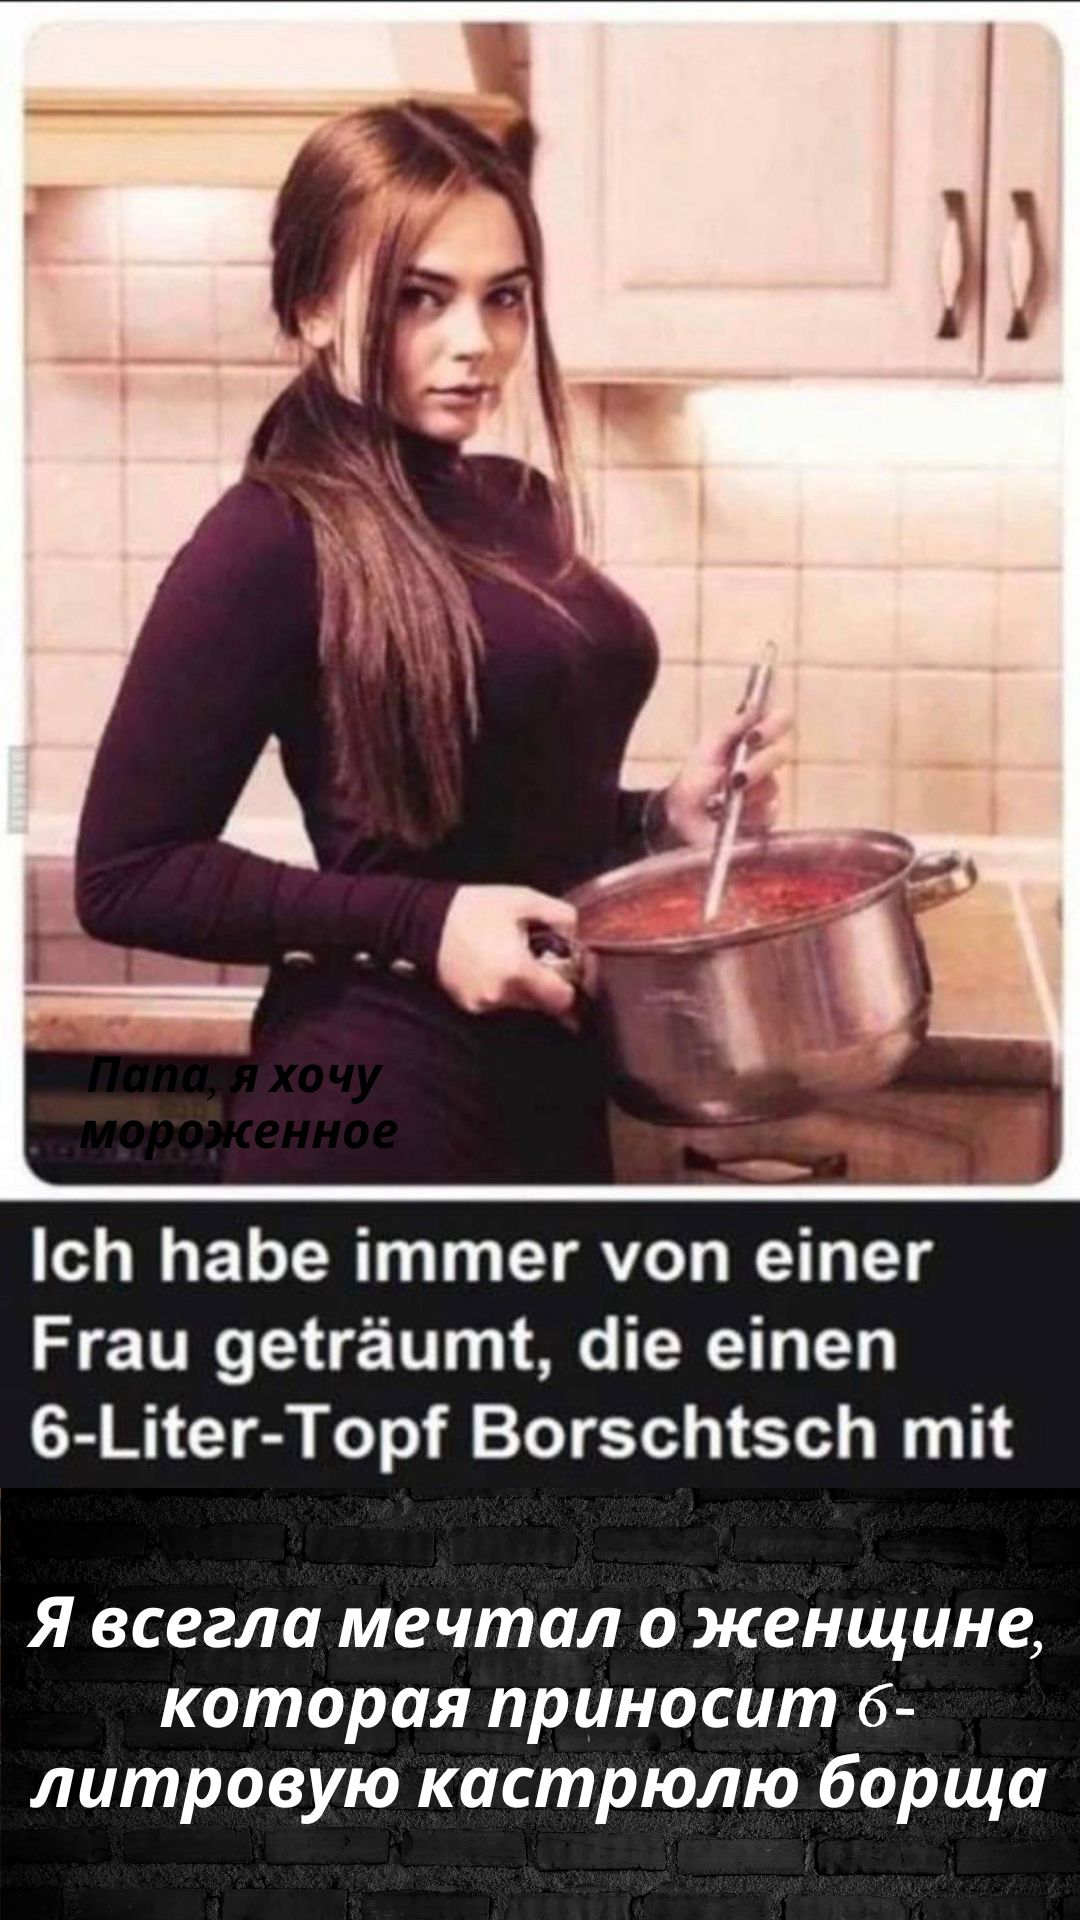 Папа, я хочу
мороженное
Ich habe immer von einer
Frau geträumt, die einen
6-Liter-Topf Borschtsch mit
Я всегла мечтал о женщине,
которая приносит 6-
литровую кастрюлю борща